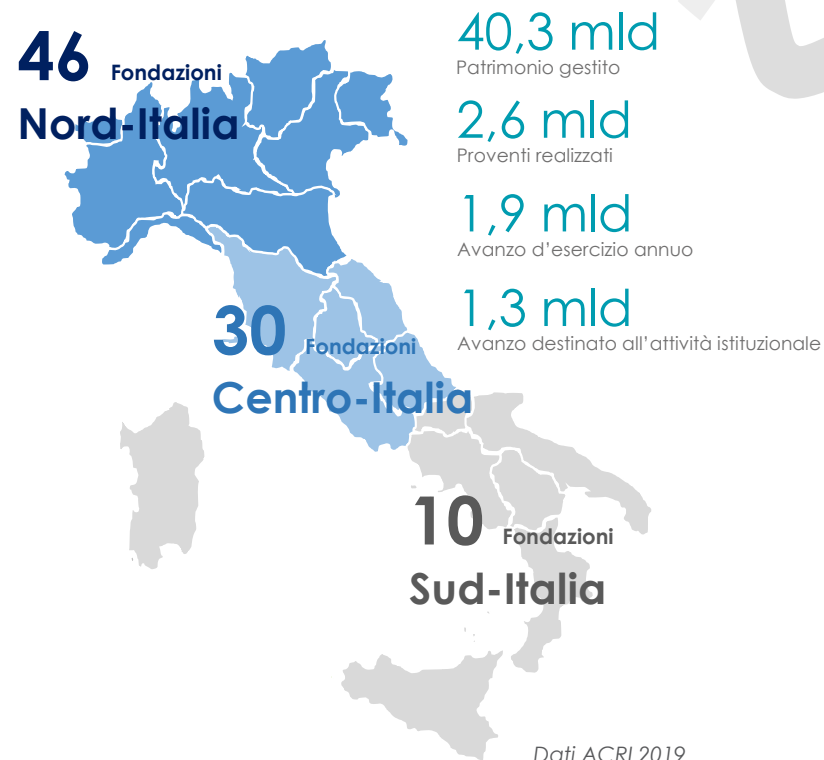 46 Fondazioni
Nord-Italia
40,3 mld
Patrimonio gestito
2,6 mld
Proventi realizzati
1,9 mld
Avanzo d'esercizio annuo
1,3 mld
Avanzo destinato all'attività istituzionale
30 Fondazioni
Centro-Italia
10 Fondazioni
Sud-Italia
Dati ACRI 2019